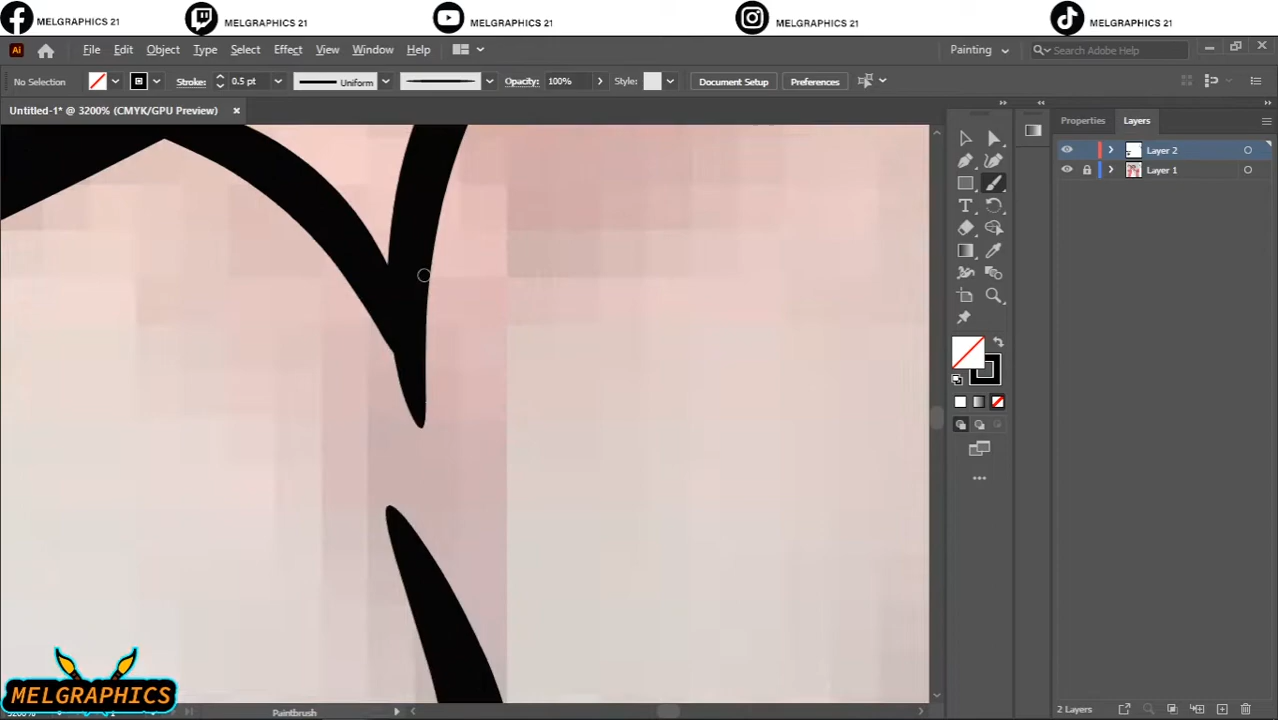 MELGRAPHICS 21
MELGRAPHICS 21
MELGRAPHICS 21
MELGRAPHICS 21
MELGRAPHICS 21
Ai File Edit Object Type Select Effect View Window Help Painting Search Adobe Help
No Selection Stroke: 0.5 pt Uniform Opacity: 100% Style: Document Setup Preferences
Untitled-1* @ 3200% (CMYK/GPU Preview)
Properties Layers
Layer 2
Layer 1
T
MELGRAPHICS
Paintbrush
2 Layers